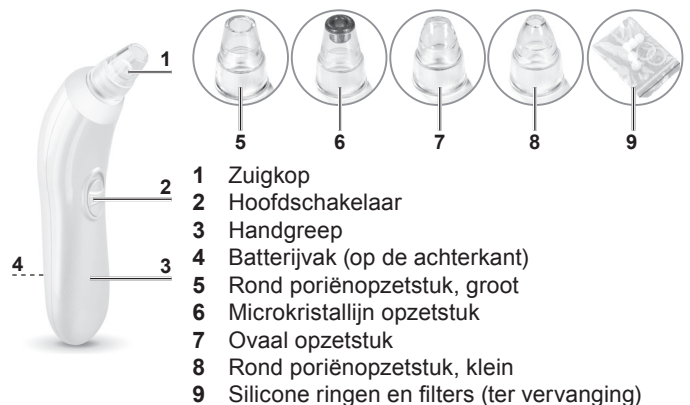 1
5 6 7 8 9
2
3
4
1 Zuigkop
2 Hoofdschakelaar
3 Handgreep
4 Batterijvak (op de achterkant)
5 Rond poriënopzetstuk, groot
6 Microkristallijn opzetstuk
7 Ovaal opzetstuk
8 Rond poriënopzetstuk, klein
9 Silicone ringen en filters (ter vervanging)